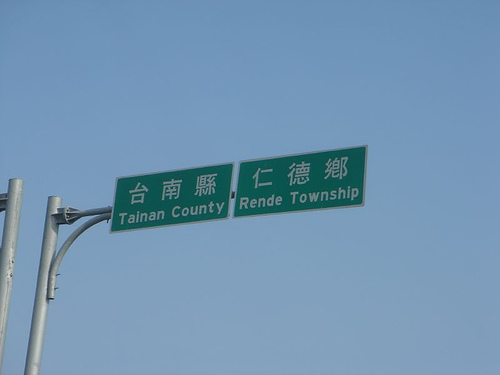 台南縣
Tainan County
仁德鄉
Rende Township